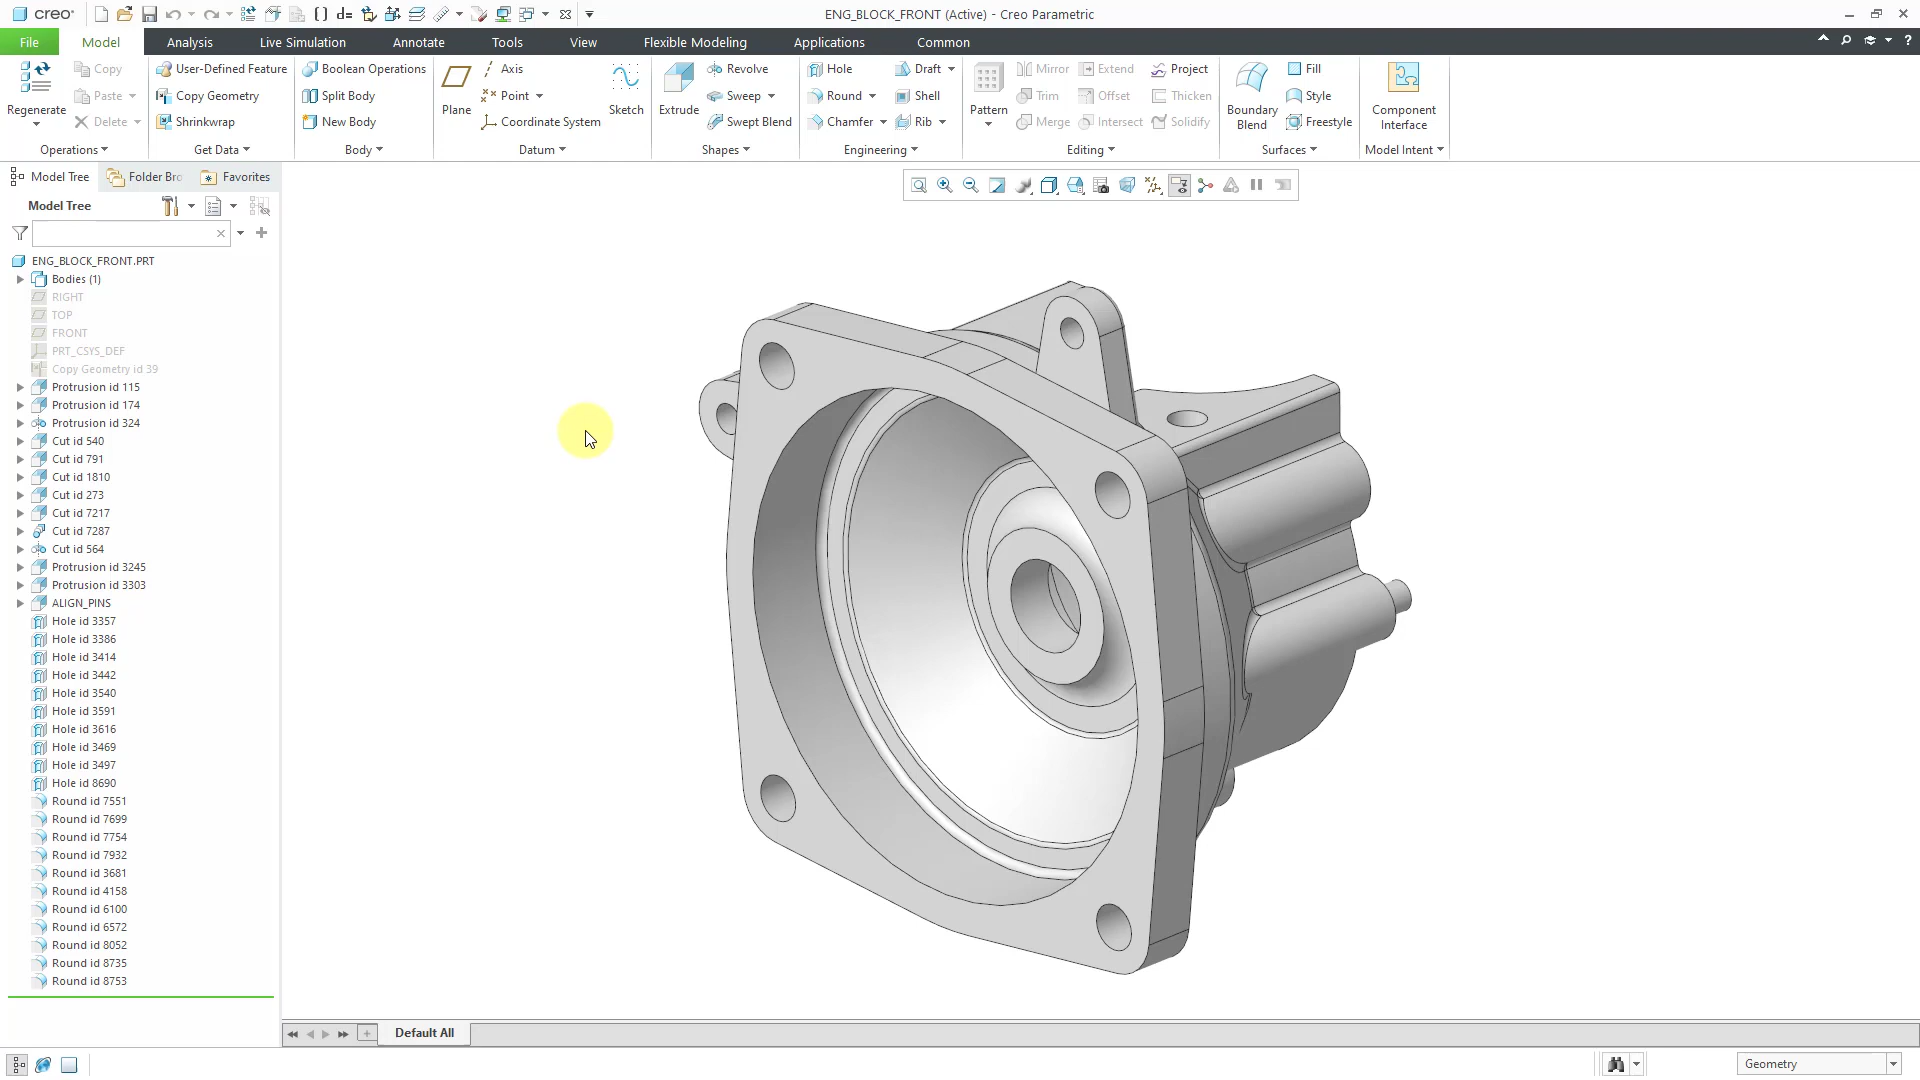 creo
d=
ENG_BLOCK_FRONT (Active) - Creo Parametric
File
Model
Analysis
Live Simulation
Annotate
Tools
View
Flexible Modeling
Applications
Common
Regenerate
Copy
Paste
Delete
Operations
User-Defined Feature
Copy Geometry
Shrinkwrap
Get Data
Boolean Operations
Split Body
New Body
Body
Plane
Axis
Point
Coordinate System
Sketch
Datum
Extrude
Revolve
Sweep
Swept Blend
Shapes
Hole
Round
Chamfer
Draft
Shell
Rib
Engineering
Pattern
Mirror
Trim
Merge
Extend
Offset
Intersect
Project
Thicken
Solidify
Editing
Boundary
Blend
Fill
Style
Freestyle
Surfaces
Component
Interface
Model Intent
Model Tree
Folder Bro
Favorites
Model Tree
ENG_BLOCK_FRONT.PRT
Bodies (1)
RIGHT
TOP
FRONT
PRT_CSYS_DEF
Copy Geometry id 39
Protrusion id 115
Protrusion id 174
Protrusion id 324
Cut id 540
Cut id 791
Cut id 1810
Cut id 273
Cut id 7217
Cut id 7287
Cut id 564
Protrusion id 3245
Protrusion id 3303
ALIGN_PINS
Hole id 3357
Hole id 3386
Hole id 3414
Hole id 3442
Hole id 3540
Hole id 3591
Hole id 3616
Hole id 3469
Hole id 3497
Hole id 8690
Round id 7551
Round id 7699
Round id 7754
Round id 7932
Round id 3681
Round id 4158
Round id 6100
Round id 6572
Round id 8052
Round id 8735
Round id 8753
Default All
Geometry